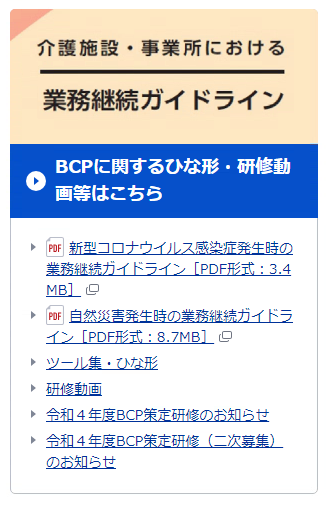 介護施設・事業所における
業務継続ガイドライン
BCPに関するひな形・研修動
画等はこちら
PDF 新型コロナウイルス感染症発生時の
業務継続ガイドライン［PDF形式：3.4
MB］
PDF 自然災害発生時の業務継続ガイドラ
イン［PDF形式：8.7MB］
ツール集・ひな形
研修動画
令和４年度BCP策定研修のお知らせ
令和４年度BCP策定研修（二次募集）
のお知らせ